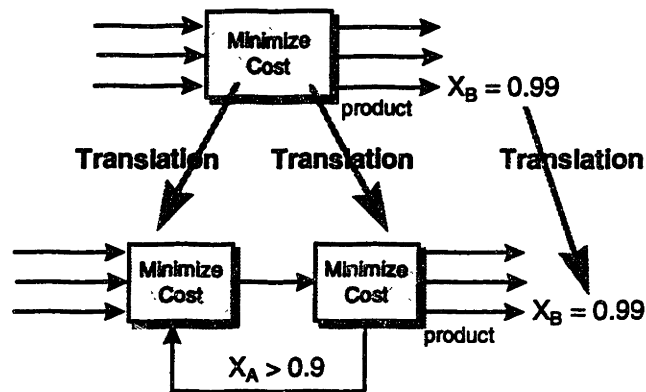 Minimize
Cost
product
X_B = 0.99
Translation
Translation
Translation
Minimize
Cost
Minimize
Cost
product
X_B = 0.99
X_A > 0.9